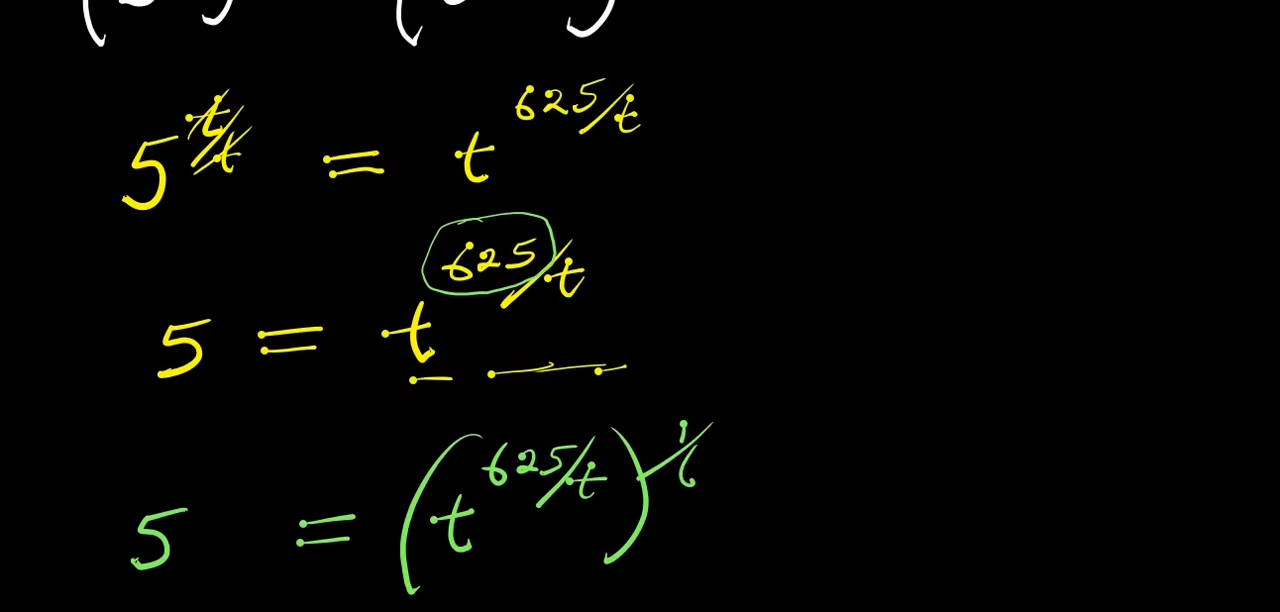 5^{t/t} = t^{625/t}
5 = t^{625/t}
5 = (t^{625/t})^{1/t}